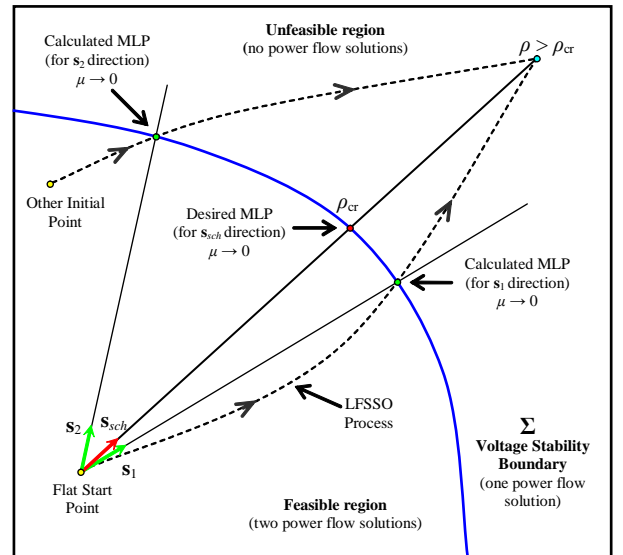 Unfeasible region
(no power flow solutions)
ρ > ρcr
Calculated MLP
(for s2 direction)
μ → 0
Other Initial
Point
Desired MLP
(for ssch direction)
μ → 0
ρcr
Calculated MLP
(for s1 direction)
μ → 0
LFSSO
Process
s2
ssch
s1
Flat Start
Point
Feasible region
(two power flow solutions)
Σ
Voltage Stability
Boundary
(one power flow
solution)